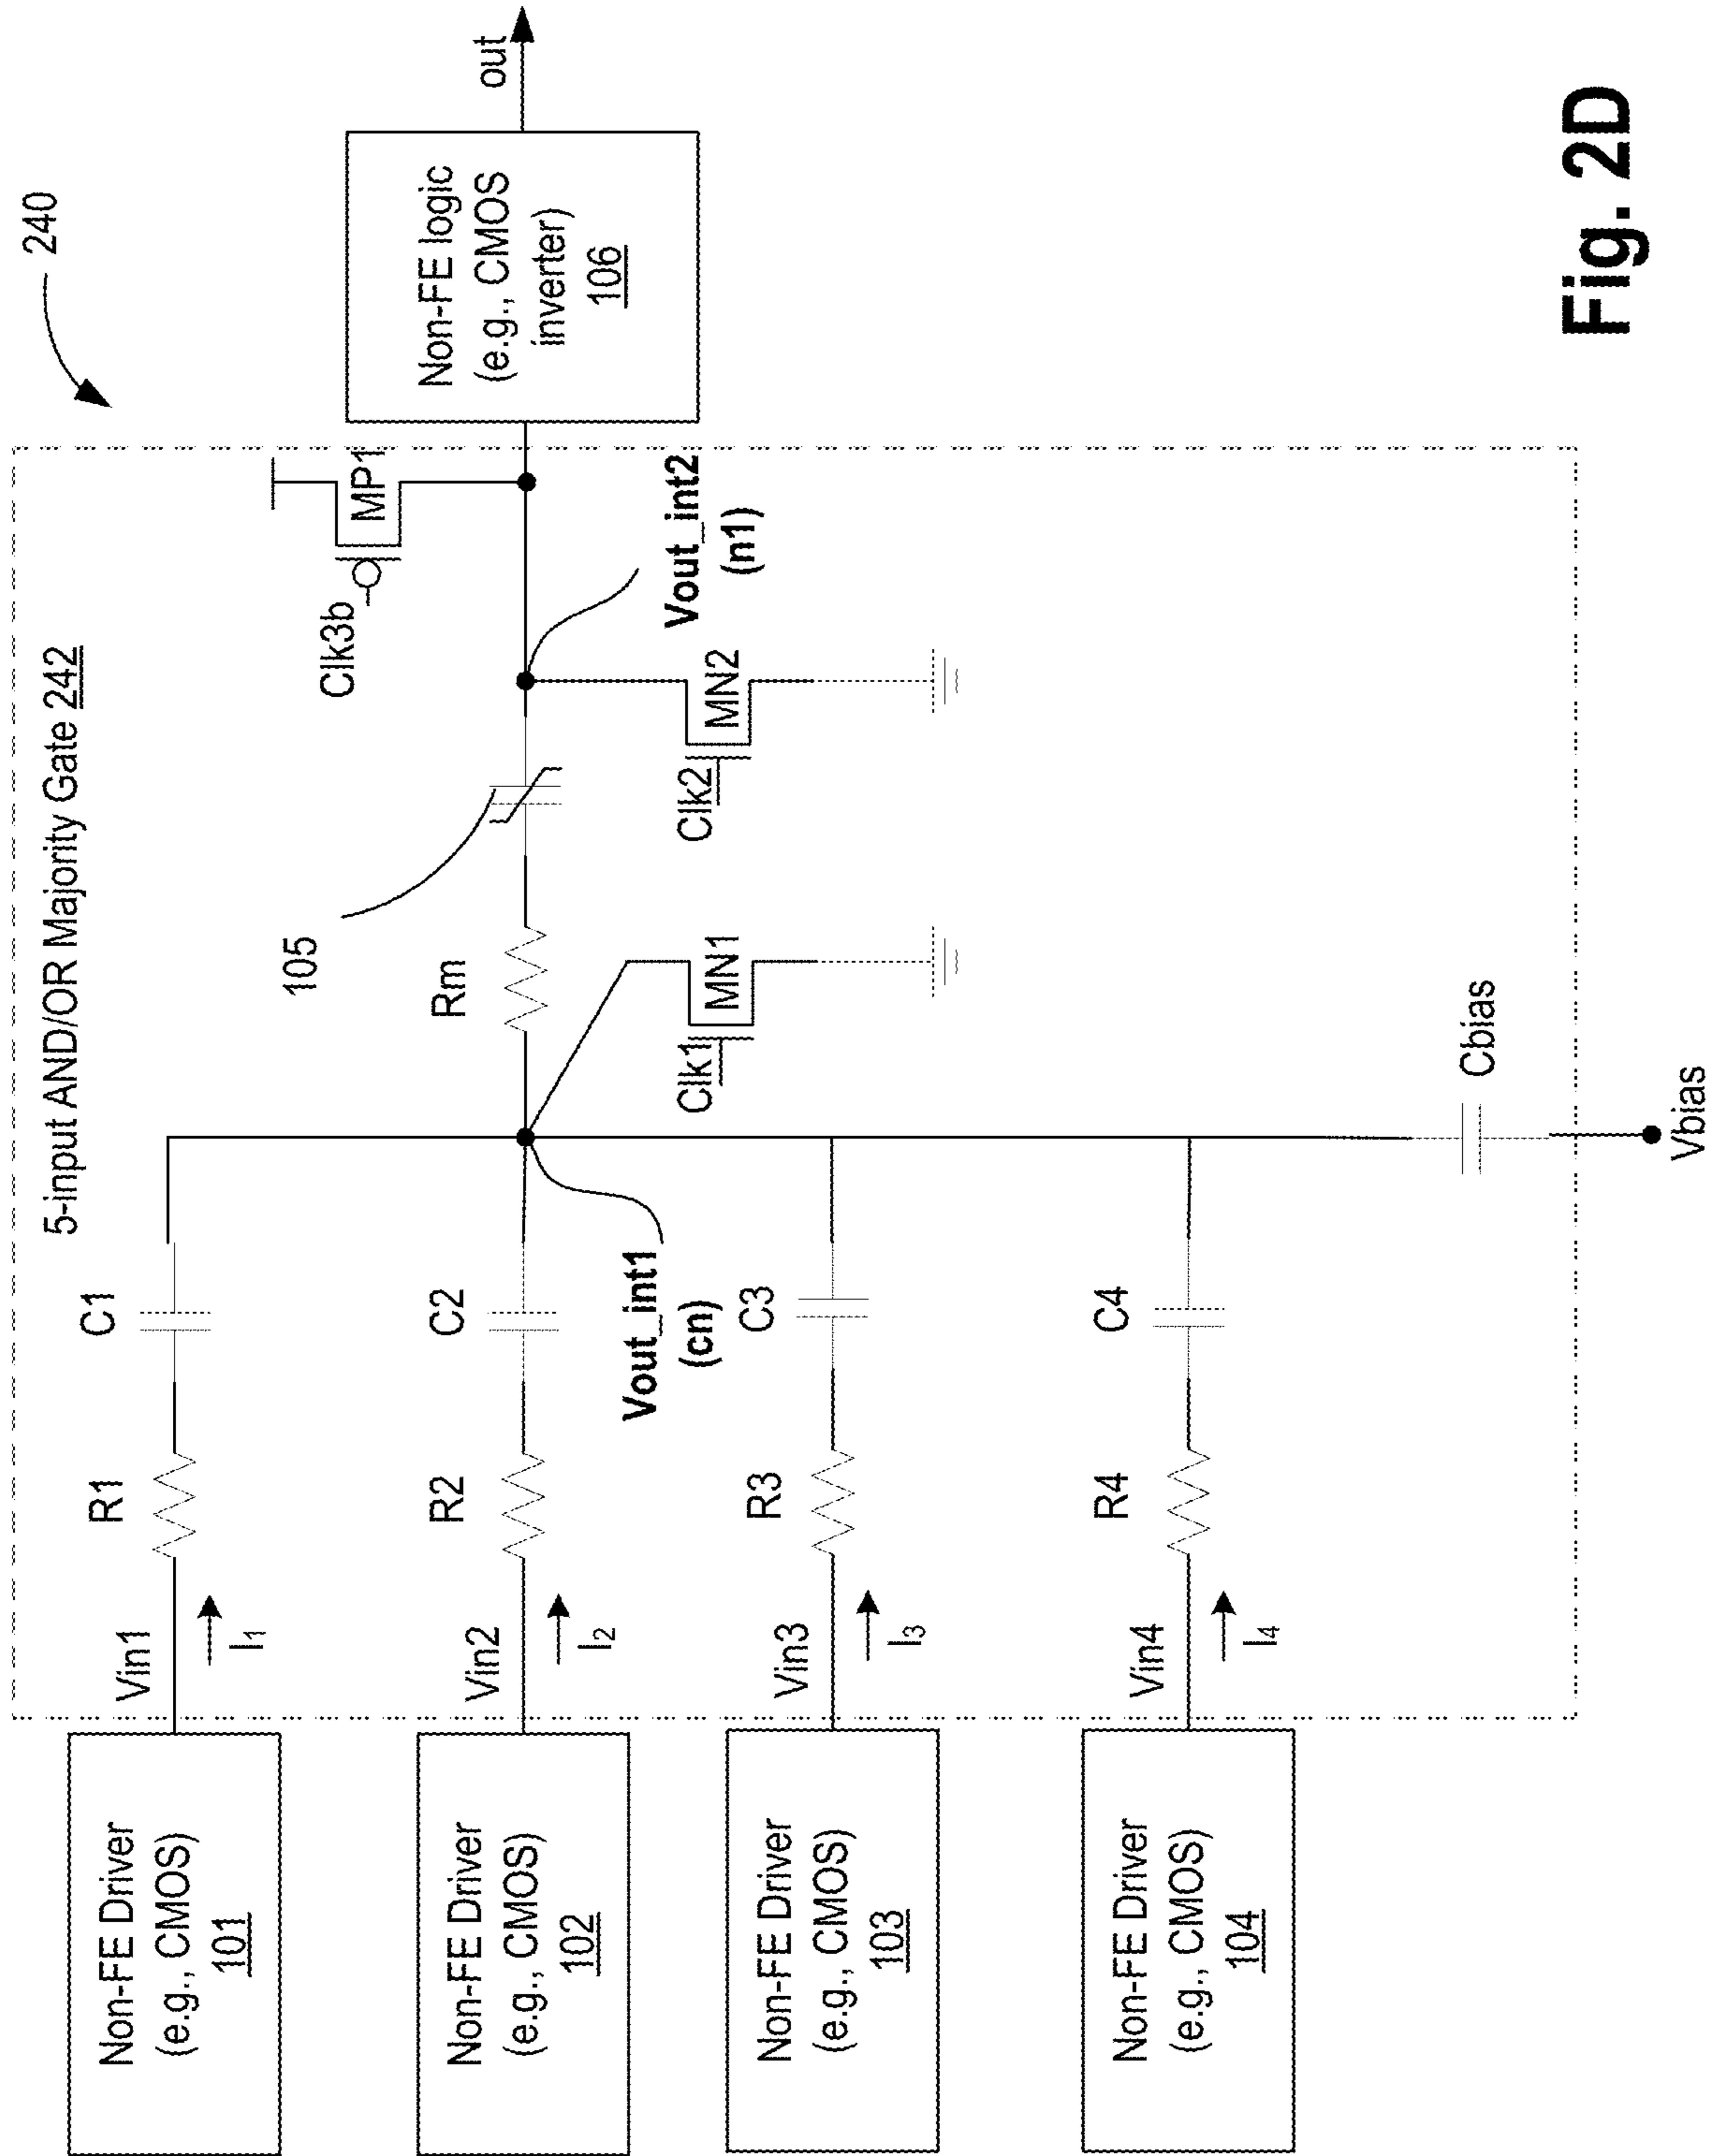 240
5-input AND/OR Majority Gate 242
Non-FE Driver
(e.g., CMOS)
101
Vin1
I1
R1
C1
Clk3b
MP1
Non-FE logic
(e.g., CMOS
inverter)
106
out
105
Non-FE Driver
(e.g., CMOS)
102
Vin2
I2
R2
C2
Rm
Vout_int1
(cn)
Vout_int2
(n1)
Clk1
MN1
Clk2
MN2
Non-FE Driver
(e.g., CMOS)
103
Vin3
I3
R3
C3
Non-FE Driver
(e.g., CMOS)
104
Vin4
I4
R4
C4
Cbias
Vbias
Fig. 2D